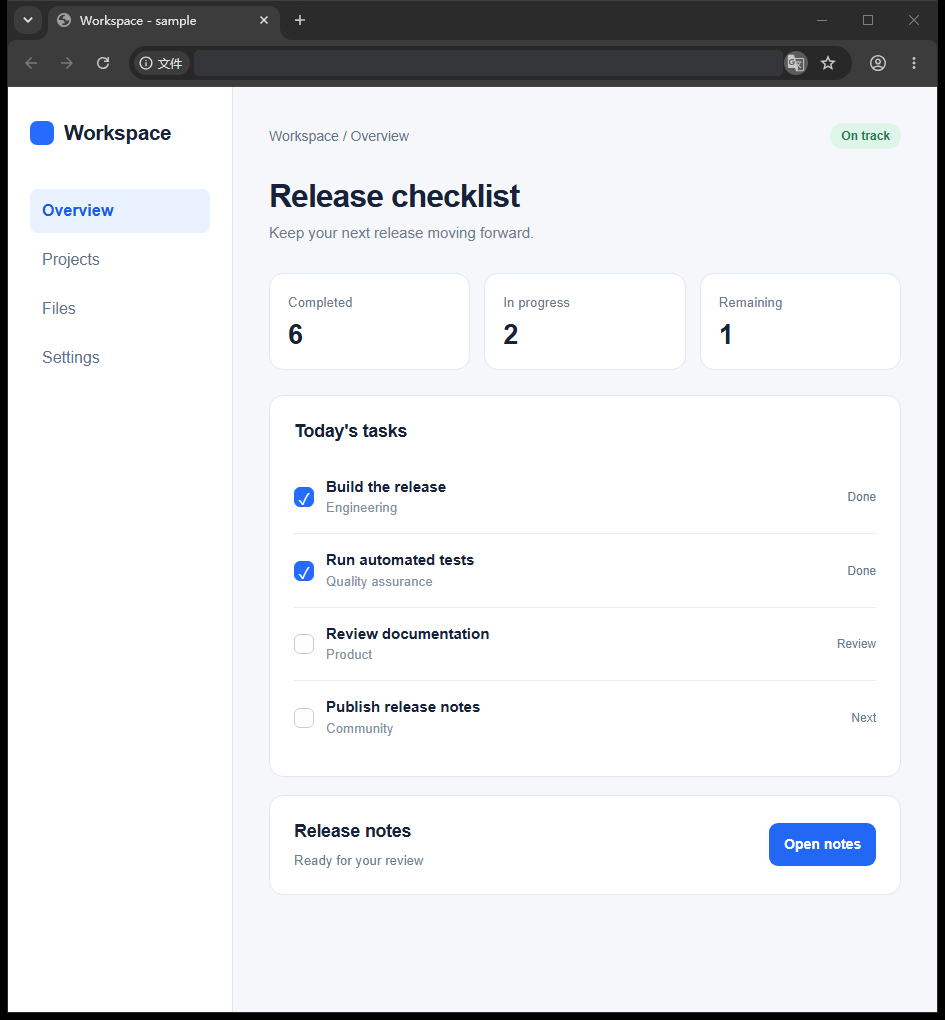 Workspace - sample
文件
Workspace
Overview
Projects
Files
Settings
Workspace / Overview
On track
Release checklist
Keep your next release moving forward.
Completed
6
In progress
2
Remaining
1
Today's tasks
Build the release
Engineering
Done
Run automated tests
Quality assurance
Done
Review documentation
Product
Review
Publish release notes
Community
Next
Release notes
Ready for your review
Open notes